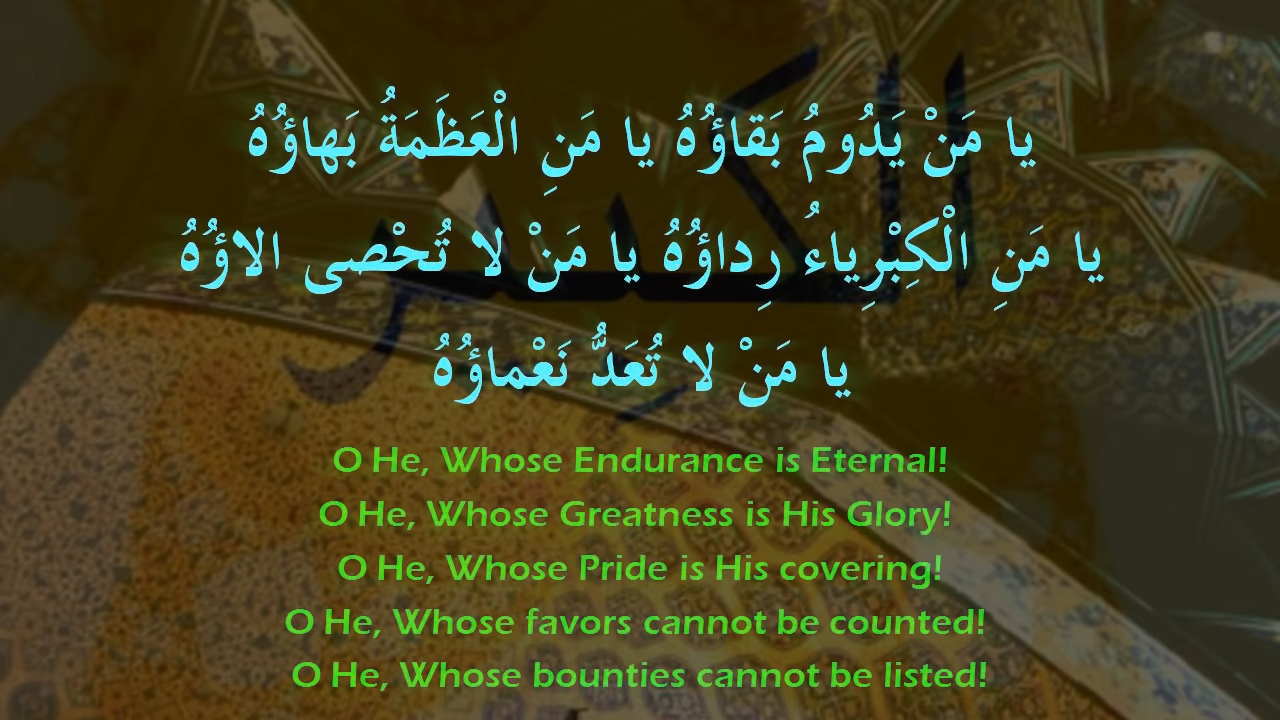 يا مَنْ يَدُومُ بَقاؤُهُ يا مَنِ الْعَظَمَةُ بَهاؤُهُ
يا مَنِ الْكِبْرِياءُ رِداؤُهُ يا مَنْ لا تُحْصى الاؤُهُ
يا مَنْ لا تُعَدُّ نَعْماؤُهُ
O He, Whose Endurance is Eternal!
O He, Whose Greatness is His Glory!
O He, Whose Pride is His covering!
O He, Whose favors cannot be counted!
O He, Whose bounties cannot be listed!